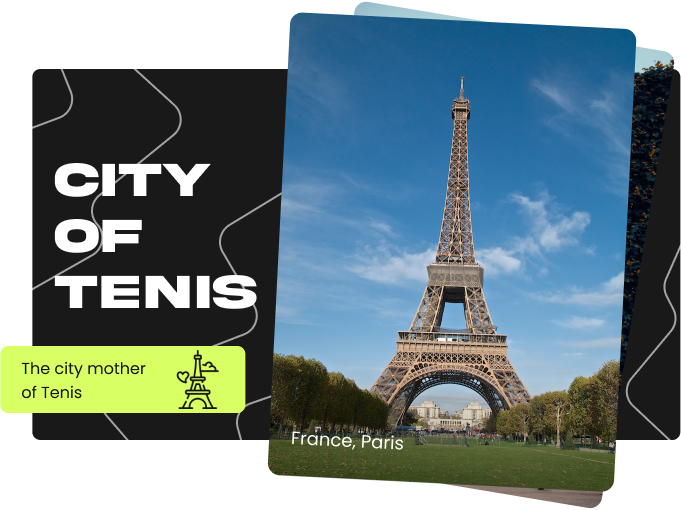 CITY
OF
TENIS
The city mother
of Tenis
France, Paris